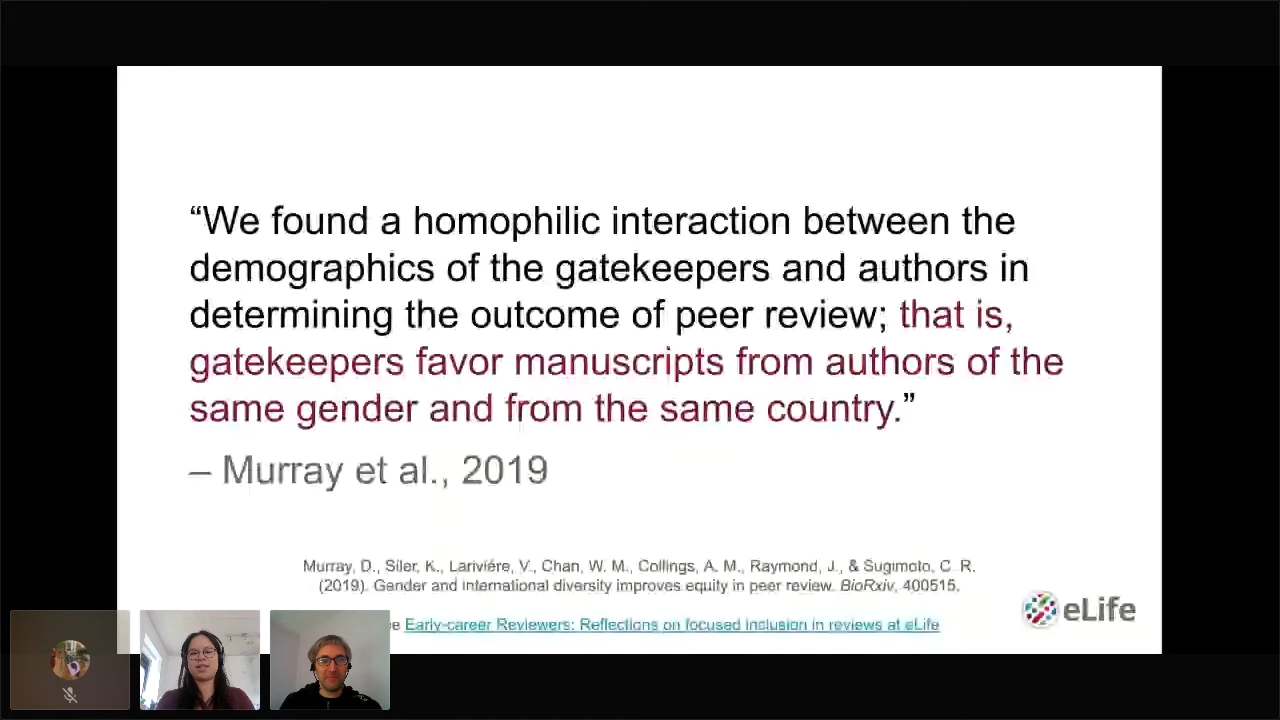 “We found a homophilic interaction between the
demographics of the gatekeepers and authors in
determining the outcome of peer review; that is,
gatekeepers favor manuscripts from authors of the
same gender and from the same country.”
– Murray et al., 2019
Murray, D., Siler, K., Lariviére, V., Chan, W. M., Collings, A. M., Raymond, J., & Sugimoto, C. R.
(2019). Gender and international diversity improves equity in peer review. BioRxiv, 400515.
Early-career Reviewers: Reflections on focused inclusion in reviews at eLife
eLife